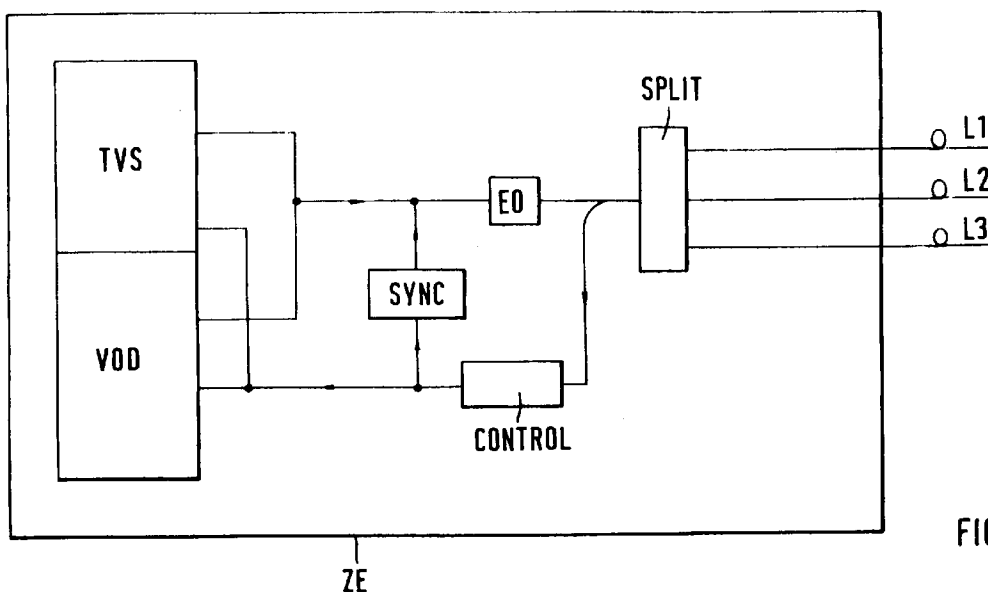 SPLIT
TVS
EO
L1
L2
L3
SYNC
VOD
CONTROL
ZE